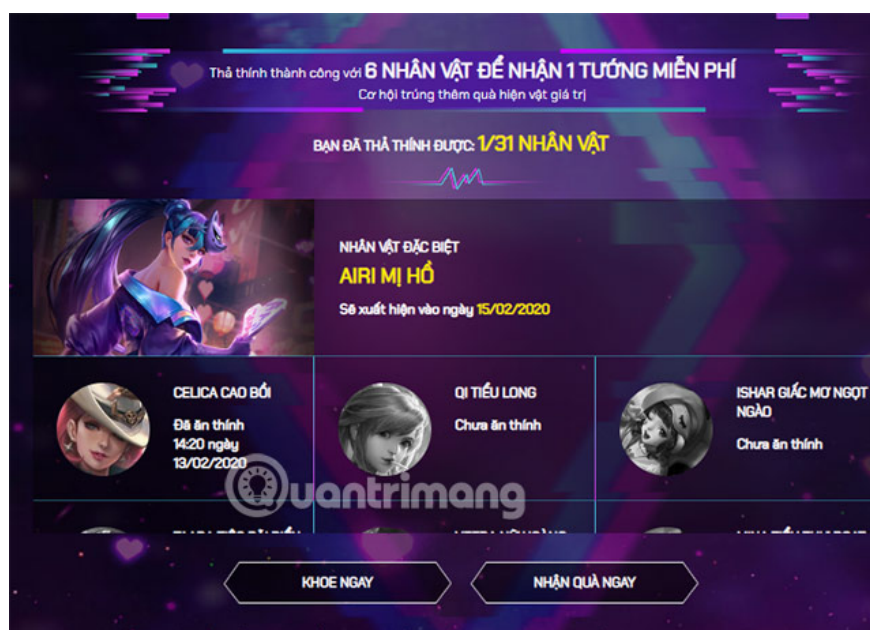 Thả thính thành công với 6 NHÂN VẬT ĐỂ NHẬN 1 TƯỚNG MIỄN PHÍ
Cơ hội trúng thêm quà hiện vật giá trị
BẠN ĐÃ THẢ THÍNH ĐƯỢC: 1/31 NHÂN VẬT
NHÂN VẬT ĐẶC BIỆT
AIRI MỊ HỒ
Sẽ xuất hiện vào ngày 15/02/2020
CELICA CAO BỒI
Đã ăn thính
14:20 ngày
13/02/2020
QI TIỂU LONG
Chưa ăn thính
ISHAR GIẤC MƠ NGỌT
NGÀO
Chưa ăn thính
Quantrimang
KHOE NGAY
NHẬN QUÀ NGAY